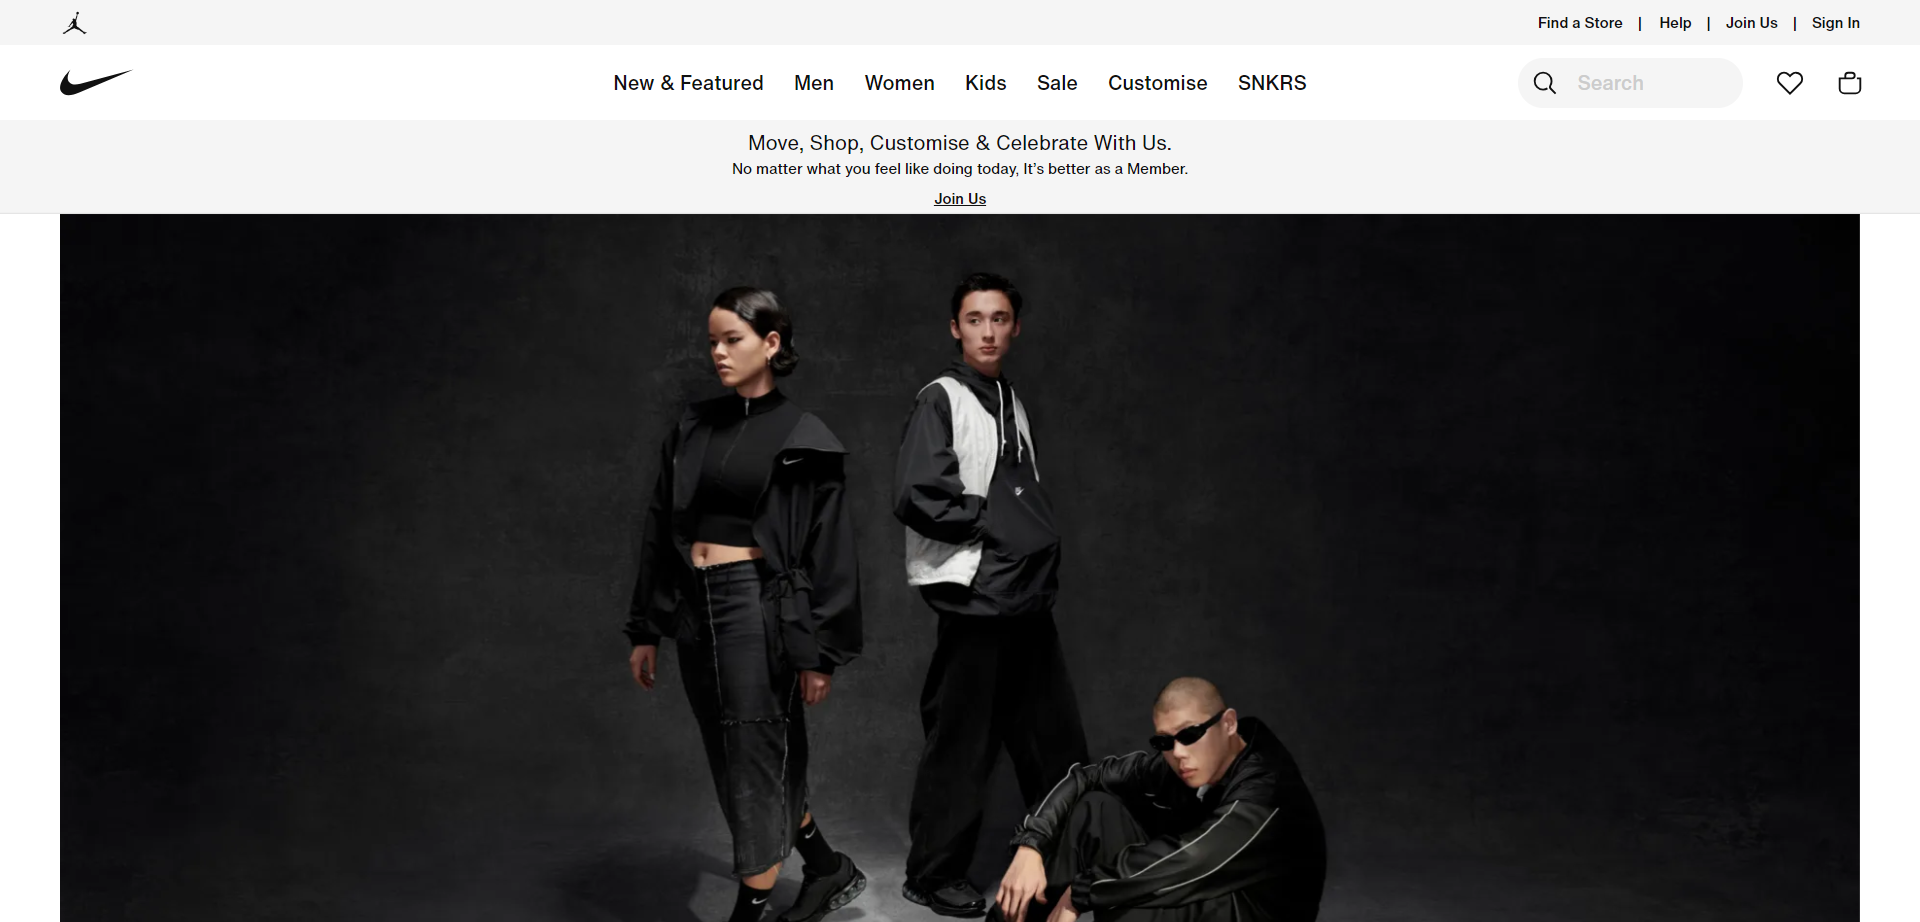 Find a Store | Help | Join Us | Sign In
New & Featured Men Women Kids Sale Customise SNKRS Search
Move, Shop, Customise & Celebrate With Us.
No matter what you feel like doing today, It’s better as a Member.
Join Us